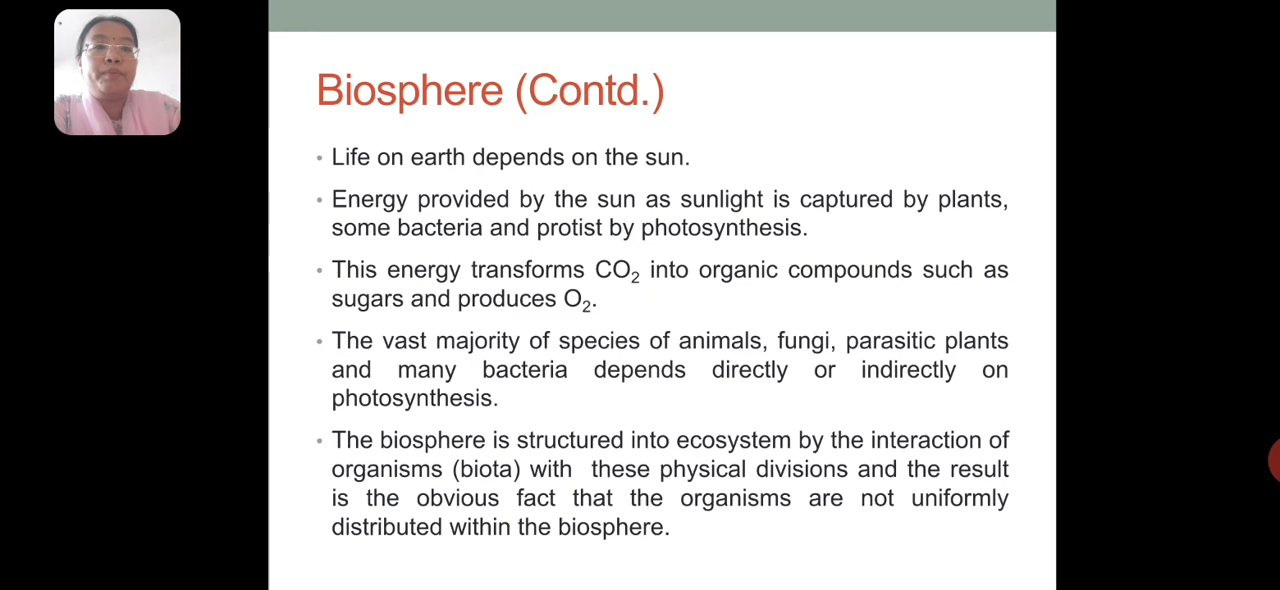 Biosphere (Contd.)
• Life on earth depends on the sun.
• Energy provided by the sun as sunlight is captured by plants,
some bacteria and protist by photosynthesis.
• This energy transforms CO₂ into organic compounds such as
sugars and produces O₂.
• The vast majority of species of animals, fungi, parasitic plants
and many bacteria depends directly or indirectly on
photosynthesis.
• The biosphere is structured into ecosystem by the interaction of
organisms (biota) with these physical divisions and the result
is the obvious fact that the organisms are not uniformly
distributed within the biosphere.